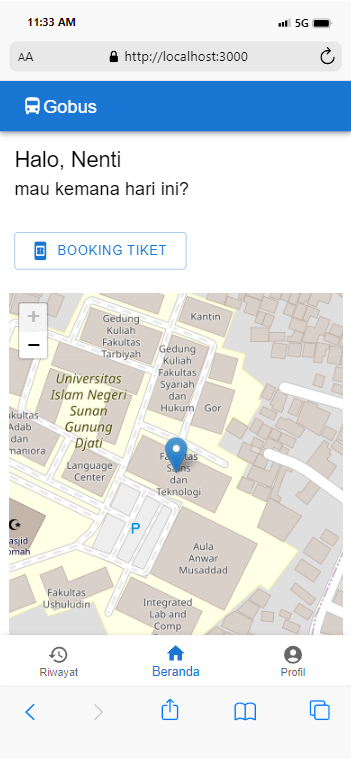 11:33 AM
5G
AA
http://localhost:3000
Gobus
Halo, Nenti
mau kemana hari ini?
BOOKING TIKET
+
−
Kantin
Gedung
Kuliah
Fakultas
Tarbiyah
Gedung
Kuliah
Fakultas
Syariah
dan
Hukum
Gor
Universitas
Islam Negeri
Sunan
Gunung
Djati
kultas
Adab
dan
maniora
Language
Center
Fakultas
Sains
dan
Teknologi
P
Aula
Anwar
Musaddad
asjid
omah
Fakultas
Ushuludin
Integrated
Lab and
Comp
Riwayat
Beranda
Profil